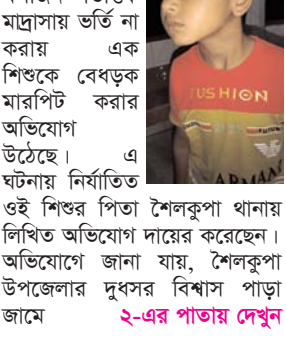 মাদ্রাসায় ভর্তি না
করায় এক
শিশুকে বেধড়ক
মারপিট করার
অভিযোগ
উঠেছে। এ
ঘটনায় নির্যাতিত
ওই শিশুর পিতা শৈলকুপা থানায়
লিখিত অভিযোগ দায়ের করেছেন।
অভিযোগে জানা যায়, শৈলকুপা
উপজেলার দুধসর বিশ্বাস পাড়া
জামে ২-এর পাতায় দেখুন
FUSHION